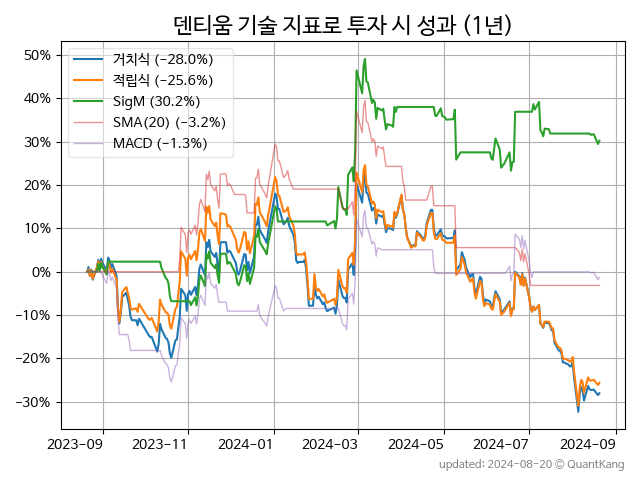 덴티움 기술 지표로 투자 시 성과 (1년)
거치식 (−28.0%)
적립식 (−25.6%)
SigM (30.2%)
SMA(20) (−3.2%)
MACD (−1.3%)
50%
40%
30%
20%
10%
0%
−10%
−20%
−30%
2023-09 2023-11 2024-01 2024-03 2024-05 2024-07 2024-09
updated: 2024-08-20 ⓒ QuantKang